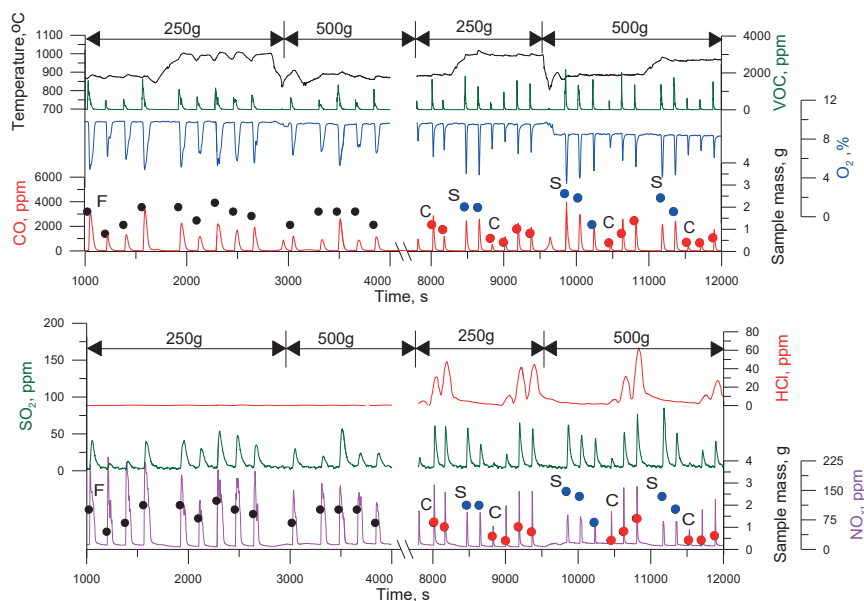 250g 500g 250g 500g
Temperature, °C
1100
1000
900
800
700
4000
2000
0
VOC, ppm
12
8
4
0
O2, %
6000
4000
2000
0
CO, ppm
4
3
2
1
0
Sample mass, g
F C S C S C S C
1000 2000 3000 4000 8000 9000 10000 11000 12000
Time, s
250g 500g 250g 500g
200
150
100
50
0
SO2, ppm
80
60
40
20
0
HCl, ppm
4
3
2
1
0
Sample mass, g
225
150
75
0
NOx, ppm
F C S C S C
1000 2000 3000 4000 8000 9000 10000 11000 12000
Time, s